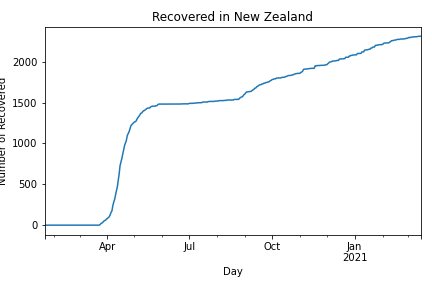 Recovered in New Zealand
Number of Recovered
2000
1500
1000
500
0
Apr Jul Oct Jan
2021
Day